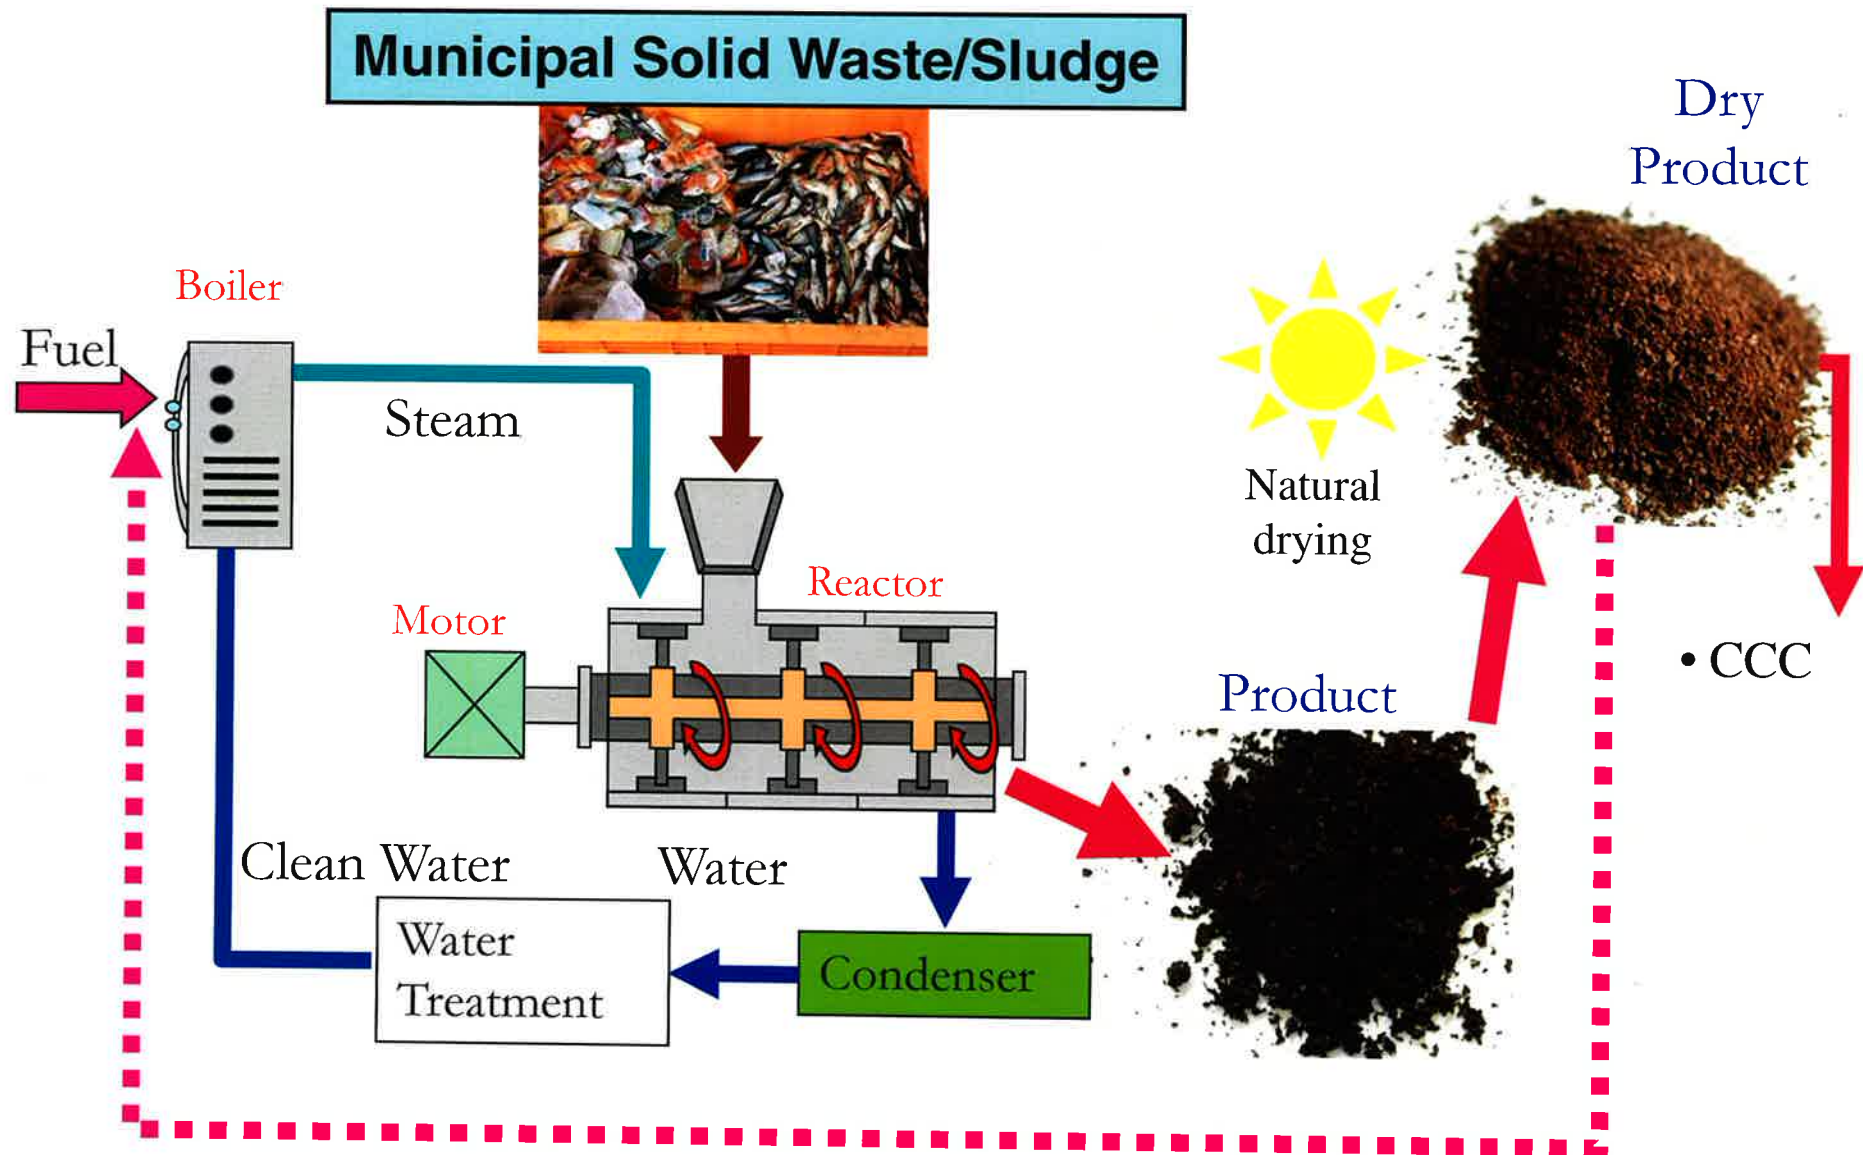 Municipal Solid Waste/Sludge
Dry
Product
Boiler
Fuel
Steam
Natural
drying
Reactor
Motor
• CCC
Product
Clean Water
Water
Water
Treatment
Condenser